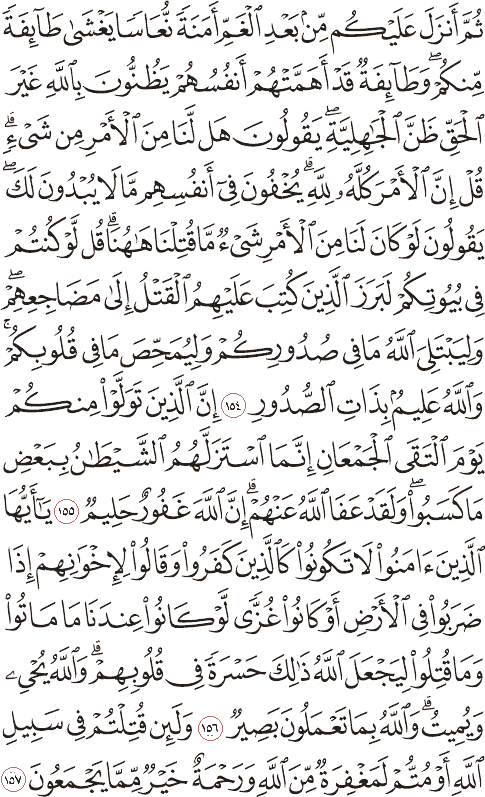 ثُمَّ أَنزَلَ عَلَيْكُم مِّنۢ بَعْدِ ٱلْغَمِّ أَمَنَةً نُّعَاسًا يَغْشَىٰ طَآئِفَةً
مِّنكُمْ ۖ وَطَآئِفَةٌ قَدْ أَهَمَّتْهُمْ أَنفُسُهُمْ يَظُنُّونَ بِٱللَّهِ غَيْرَ
ٱلْحَقِّ ظَنَّ ٱلْجَٰهِلِيَّةِ ۖ يَقُولُونَ هَل لَّنَا مِنَ ٱلْأَمْرِ مِن شَىْءٍ ۗ
قُلْ إِنَّ ٱلْأَمْرَ كُلَّهُۥ لِلَّهِ ۗ يُخْفُونَ فِىٓ أَنفُسِهِم مَّا لَا يُبْدُونَ لَكَ ۖ
يَقُولُونَ لَوْ كَانَ لَنَا مِنَ ٱلْأَمْرِ شَىْءٌ مَّا قُتِلْنَا هَٰهُنَا ۗ قُل لَّوْ كُنتُمْ
فِى بُيُوتِكُمْ لَبَرَزَ ٱلَّذِينَ كُتِبَ عَلَيْهِمُ ٱلْقَتْلُ إِلَىٰ مَضَاجِعِهِمْ ۖ
وَلِيَبْتَلِىَ ٱللَّهُ مَا فِى صُدُورِكُمْ وَلِيُمَحِّصَ مَا فِى قُلُوبِكُمْ ۗ
وَٱللَّهُ عَلِيمٌۢ بِذَاتِ ٱلصُّدُورِ ١٥٤ إِنَّ ٱلَّذِينَ تَوَلَّوْا۟ مِنكُمْ
يَوْمَ ٱلْتَقَى ٱلْجَمْعَانِ إِنَّمَا ٱسْتَزَلَّهُمُ ٱلشَّيْطَٰنُ بِبَعْضِ
مَا كَسَبُوا۟ ۖ وَلَقَدْ عَفَا ٱللَّهُ عَنْهُمْ ۗ إِنَّ ٱللَّهَ غَفُورٌ حَلِيمٌ ١٥٥ يَٰٓأَيُّهَا
ٱلَّذِينَ ءَامَنُوا۟ لَا تَكُونُوا۟ كَٱلَّذِينَ كَفَرُوا۟ وَقَالُوا۟ لِإِخْوَٰنِهِمْ إِذَا
ضَرَبُوا۟ فِى ٱلْأَرْضِ أَوْ كَانُوا۟ غُزًّى لَّوْ كَانُوا۟ عِندَنَا مَا مَاتُوا۟
وَمَا قُتِلُوا۟ لِيَجْعَلَ ٱللَّهُ ذَٰلِكَ حَسْرَةً فِى قُلُوبِهِمْ ۗ وَٱللَّهُ يُحْىِۦ
وَيُمِيتُ ۗ وَٱللَّهُ بِمَا تَعْمَلُونَ بَصِيرٌ ١٥٦ وَلَئِن قُتِلْتُمْ فِى سَبِيلِ
ٱللَّهِ أَوْ مُتُّمْ لَمَغْفِرَةٌ مِّنَ ٱللَّهِ وَرَحْمَةٌ خَيْرٌ مِّمَّا يَجْمَعُونَ ١٥٧